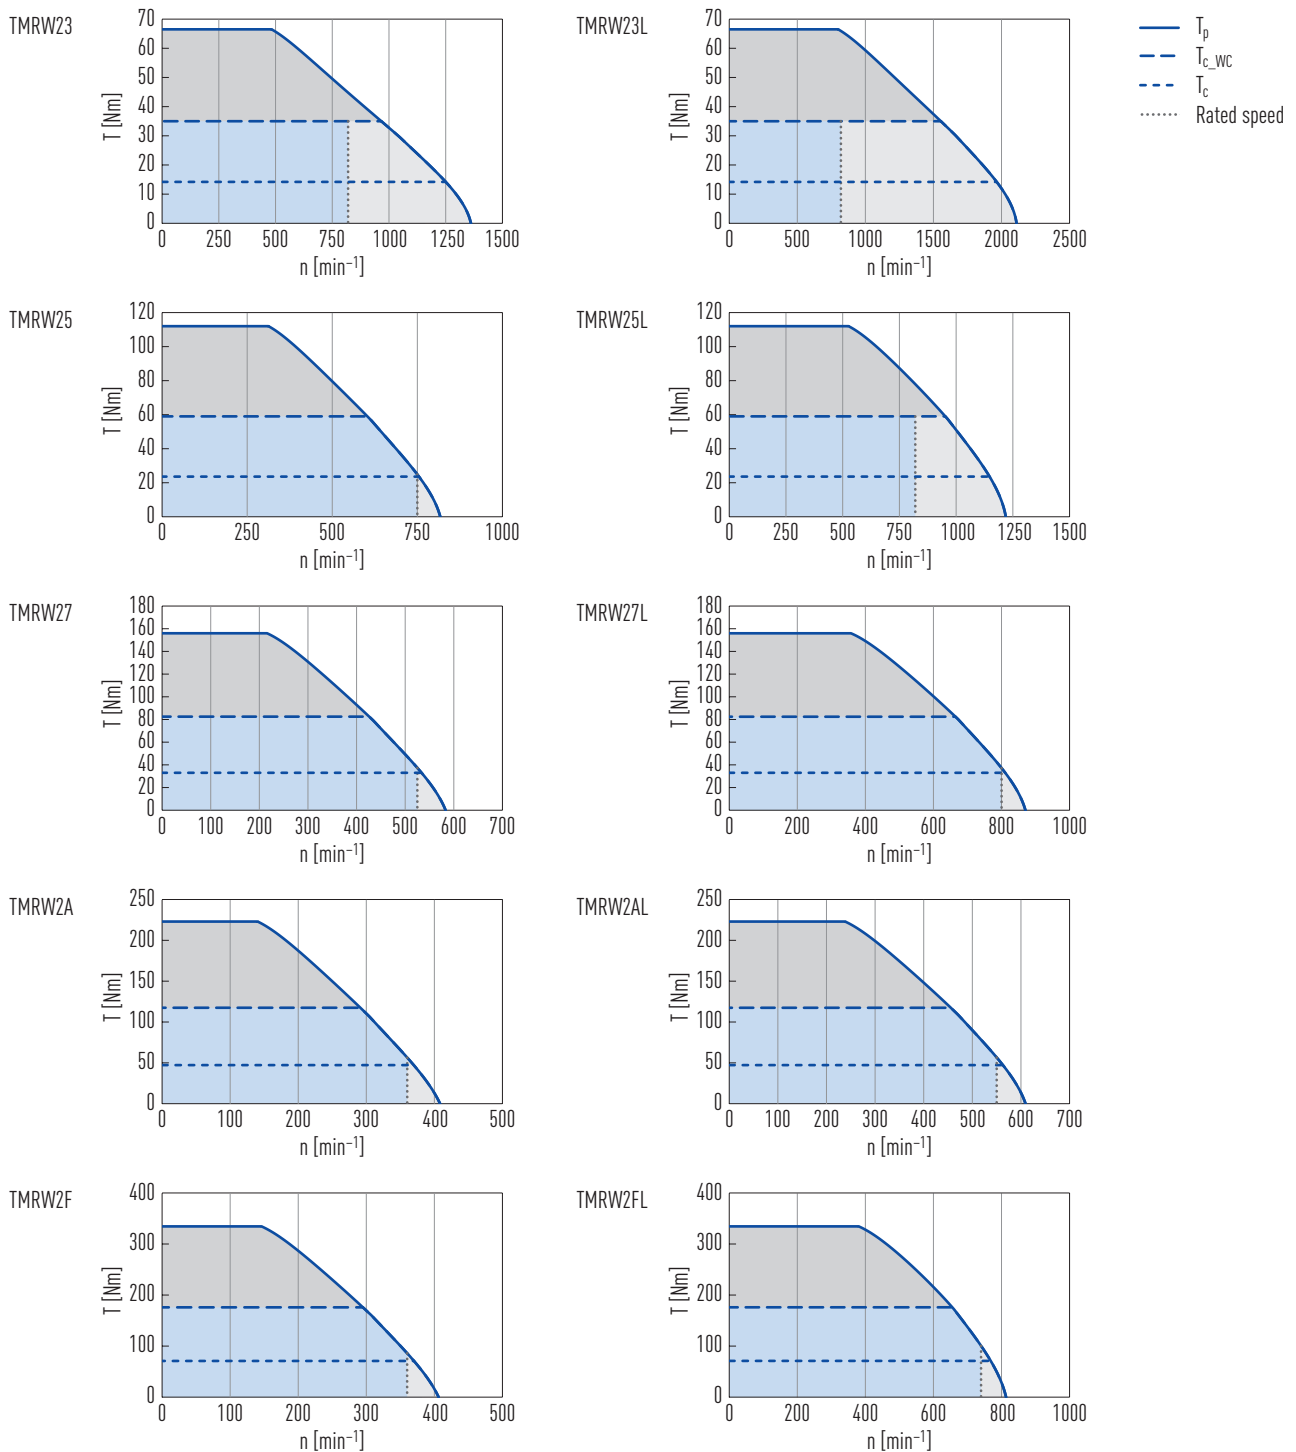 TMRW23
T [Nm]
70
60
50
40
30
20
10
0
0 250 500 750 1000 1250 1500
n [min⁻¹]
TMRW23L
T [Nm]
70
60
50
40
30
20
10
0
0 500 1000 1500 2000 2500
n [min⁻¹]
Tp
Tc_WC
Tc
Rated speed
TMRW25
T [Nm]
120
100
80
60
40
20
0
0 250 500 750 1000
n [min⁻¹]
TMRW25L
T [Nm]
120
100
80
60
40
20
0
0 250 500 750 1000 1250 1500
n [min⁻¹]
TMRW27
T [Nm]
180
160
140
120
100
80
60
40
20
0
0 100 200 300 400 500 600 700
n [min⁻¹]
TMRW27L
T [Nm]
180
160
140
120
100
80
60
40
20
0
0 200 400 600 800 1000
n [min⁻¹]
TMRW2A
T [Nm]
250
200
150
100
50
0
0 100 200 300 400 500
n [min⁻¹]
TMRW2AL
T [Nm]
250
200
150
100
50
0
0 100 200 300 400 500 600 700
n [min⁻¹]
TMRW2F
T [Nm]
400
300
200
100
0
0 100 200 300 400 500
n [min⁻¹]
TMRW2FL
T [Nm]
400
300
200
100
0
0 200 400 600 800 1000
n [min⁻¹]